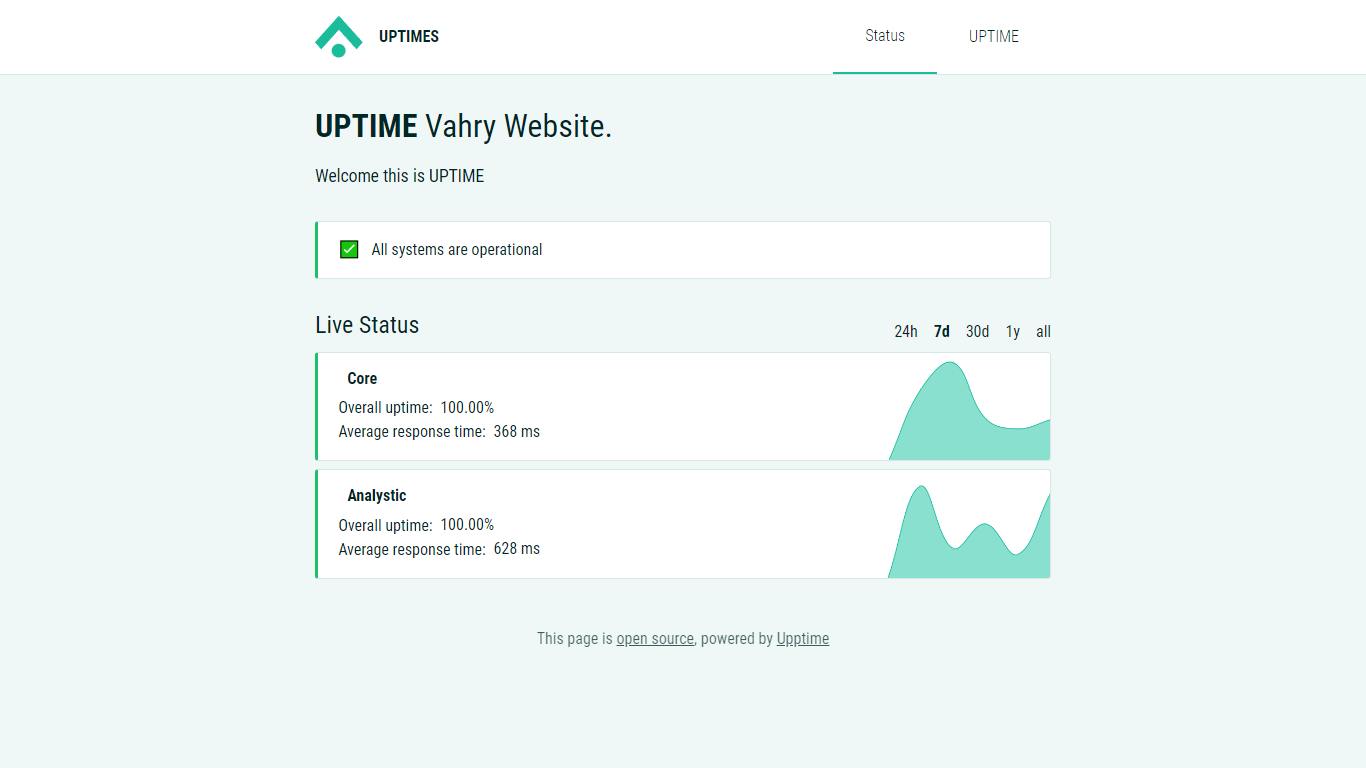 UPTIMES
Status
UPTIME
UPTIME Vahry Website.
Welcome this is UPTIME
All systems are operational
Live Status
24h 7d 30d 1y all
Core
Overall uptime: 100.00%
Average response time: 368 ms
Analystic
Overall uptime: 100.00%
Average response time: 628 ms
This page is open source, powered by Upptime